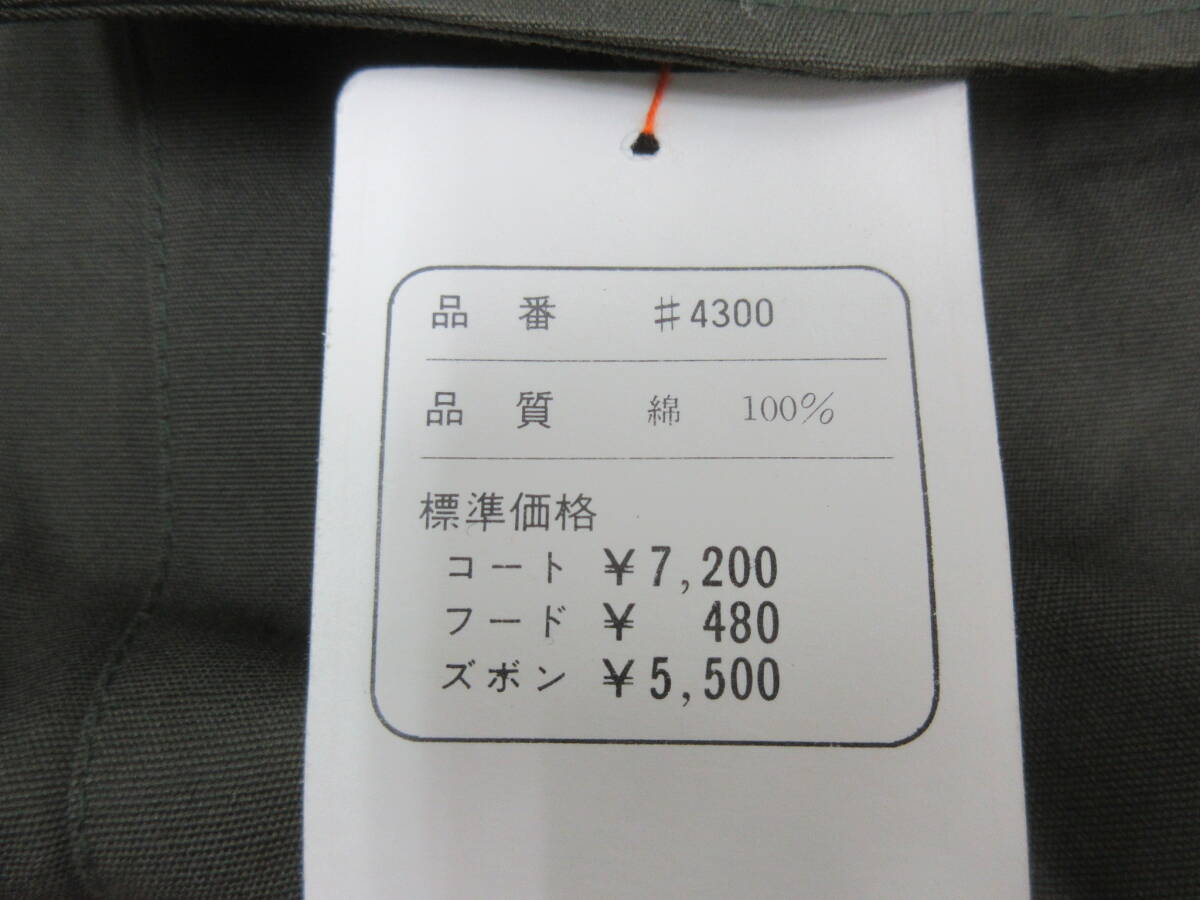 品 番 ♯4300
品 質 綿 100%
標準価格
コート ¥7,200
フード ¥ 480
ズボン ¥5,500